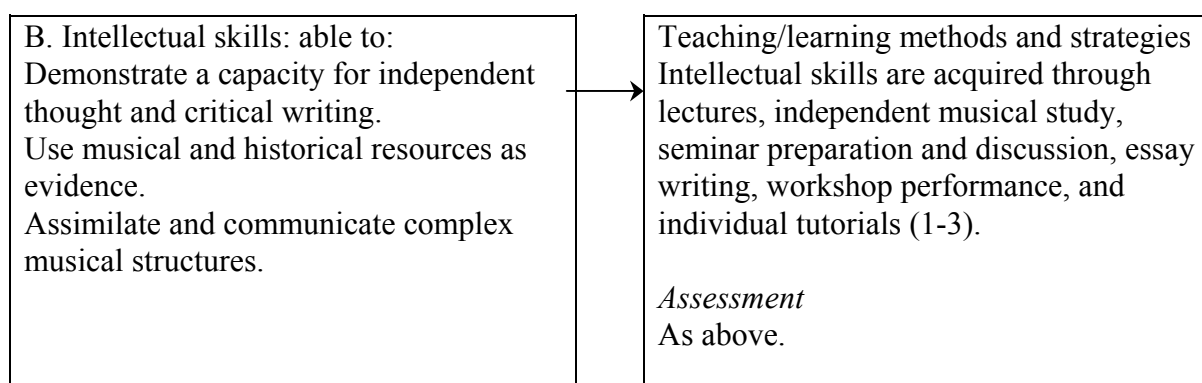 B. Intellectual skills: able to:
Demonstrate a capacity for independent
thought and critical writing.
Use musical and historical resources as
evidence.
Assimilate and communicate complex
musical structures.
Teaching/learning methods and strategies
Intellectual skills are acquired through
lectures, independent musical study,
seminar preparation and discussion, essay
writing, workshop performance, and
individual tutorials (1-3).
Assessment
As above.